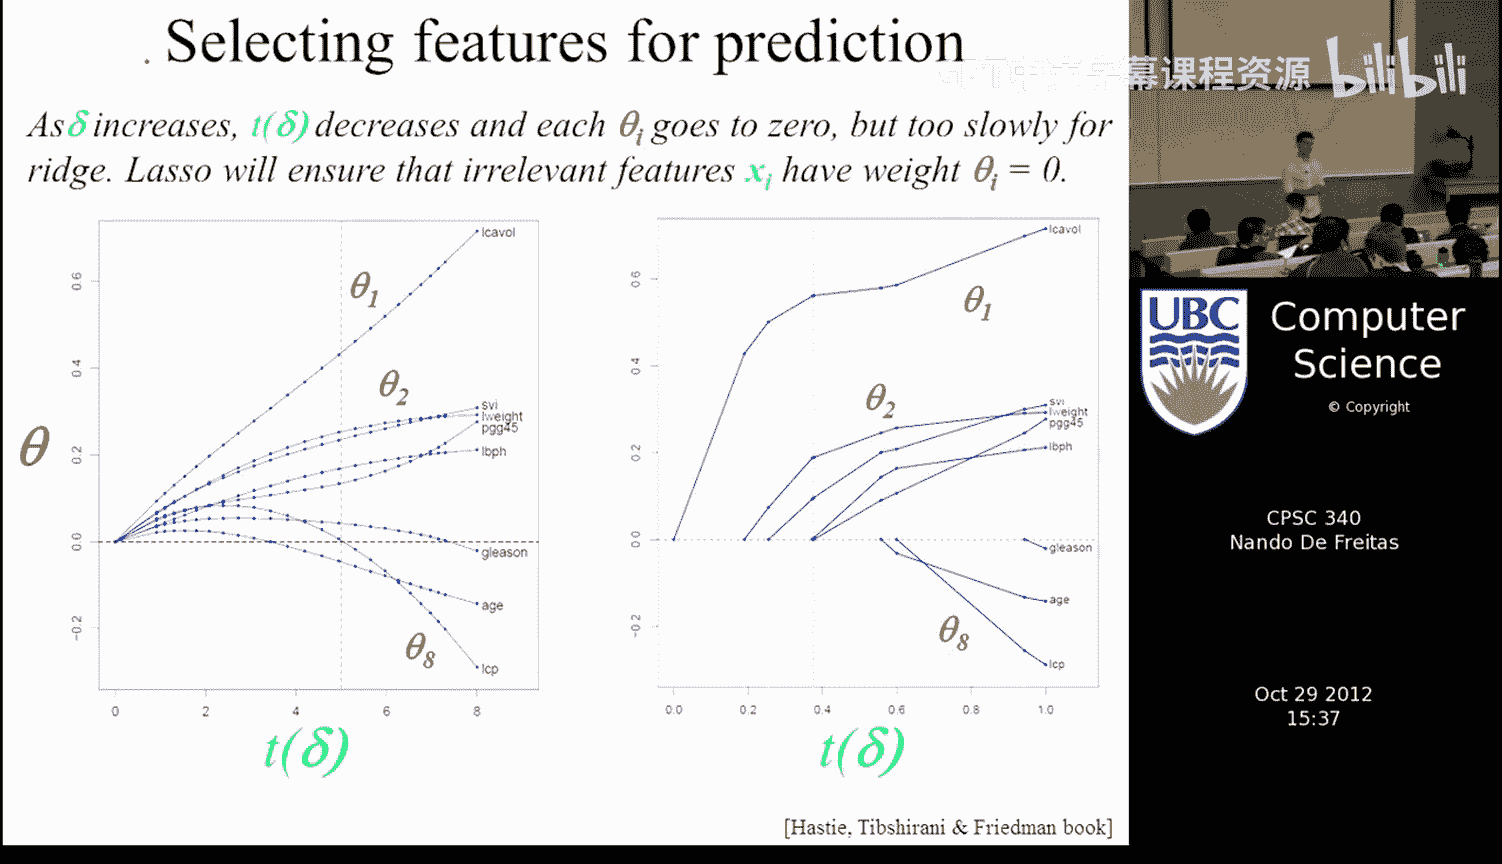 Selecting features for prediction
As δ increases, t(δ) decreases and each θi goes to zero, but too slowly for
ridge. Lasso will ensure that irrelevant features xi have weight θi = 0.
θ
0.6
0.4
0.2
0.0
-0.2
θ1
θ2
θ8
lcavol
svi
lweight
pgg45
lbph
gleason
age
lcp
0 2 4 6 8
t(δ)
0.6
0.4
0.2
0.0
-0.2
θ1
θ2
θ8
lcavol
svi
lweight
pgg45
lbph
gleason
age
lcp
0.0 0.2 0.4 0.6 0.8 1.0
t(δ)
[Hastie, Tibshirani & Friedman book]
字幕课程资源 bilibili
UBC
Computer
Science
© Copyright
CPSC 340
Nando De Freitas
Oct 29 2012
15:37